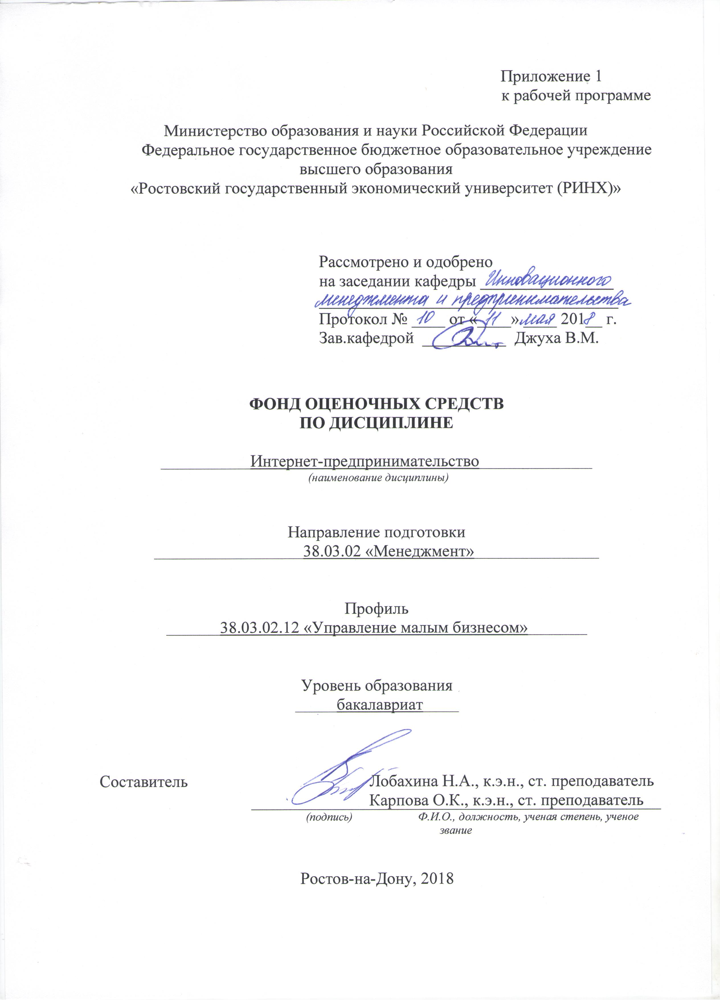 Приложение 1
к рабочей программе
Министерство образования и науки Российской Федерации
Федеральное государственное бюджетное образовательное учреждение
высшего образования
«Ростовский государственный экономический университет (РИНХ)»
Рассмотрено и одобрено
на заседании кафедры Инновационного
менеджмента и предпринимательства
Протокол № 10 от «11» мая 2018 г.
Зав.кафедрой Джуха В.М.
ФОНД ОЦЕНОЧНЫХ СРЕДСТВ
ПО ДИСЦИПЛИНЕ
Интернет-предпринимательство
(наименование дисциплины)
Направление подготовки
38.03.02 «Менеджмент»
Профиль
38.03.02.12 «Управление малым бизнесом»
Уровень образования
бакалавриат
Составитель Лобахина Н.А., к.э.н., ст. преподаватель
Карпова О.К., к.э.н., ст. преподаватель
(подпись) Ф.И.О., должность, ученая степень, ученое
звание
Ростов-на-Дону, 2018